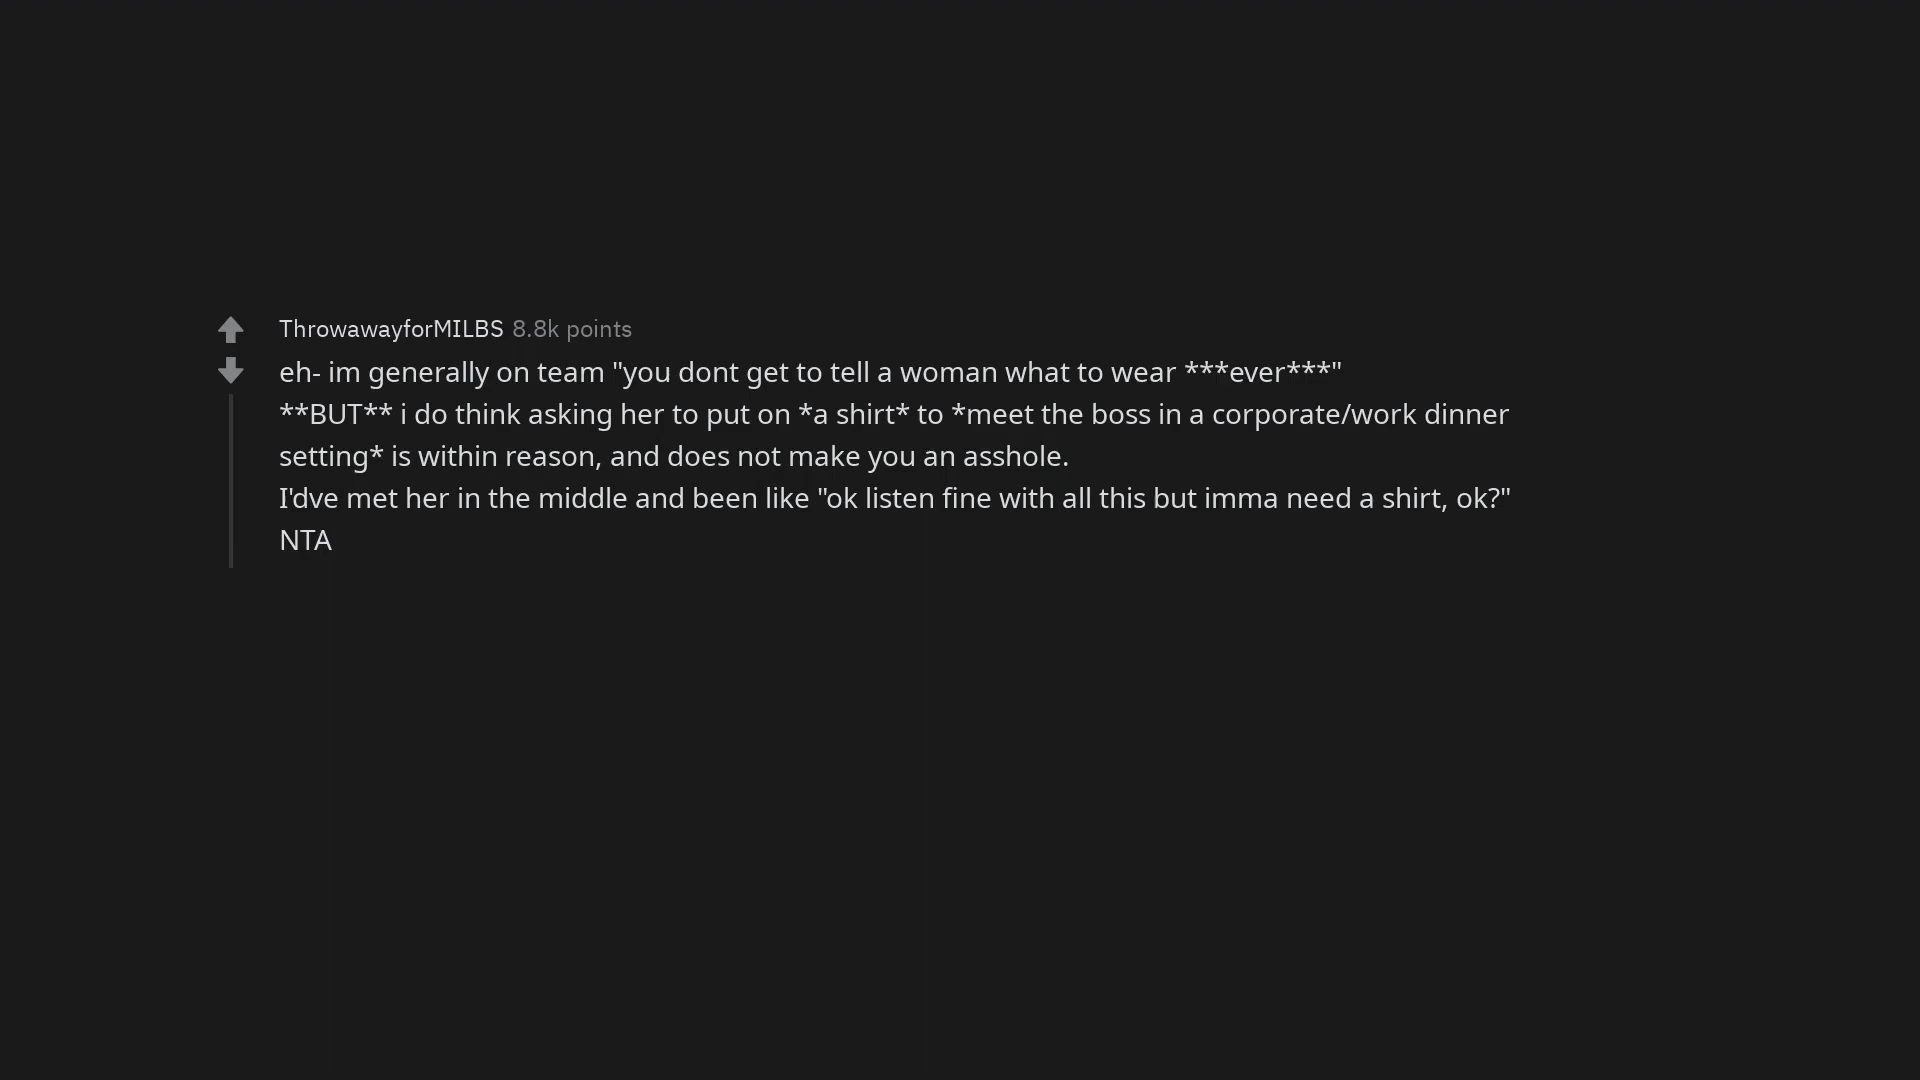 ThrowawayforMILBS 8.8k points
eh- im generally on team "you dont get to tell a woman what to wear ***ever***"
**BUT** i do think asking her to put on *a shirt* to *meet the boss in a corporate/work dinner
setting* is within reason, and does not make you an asshole.
I'dve met her in the middle and been like "ok listen fine with all this but imma need a shirt, ok?"
NTA